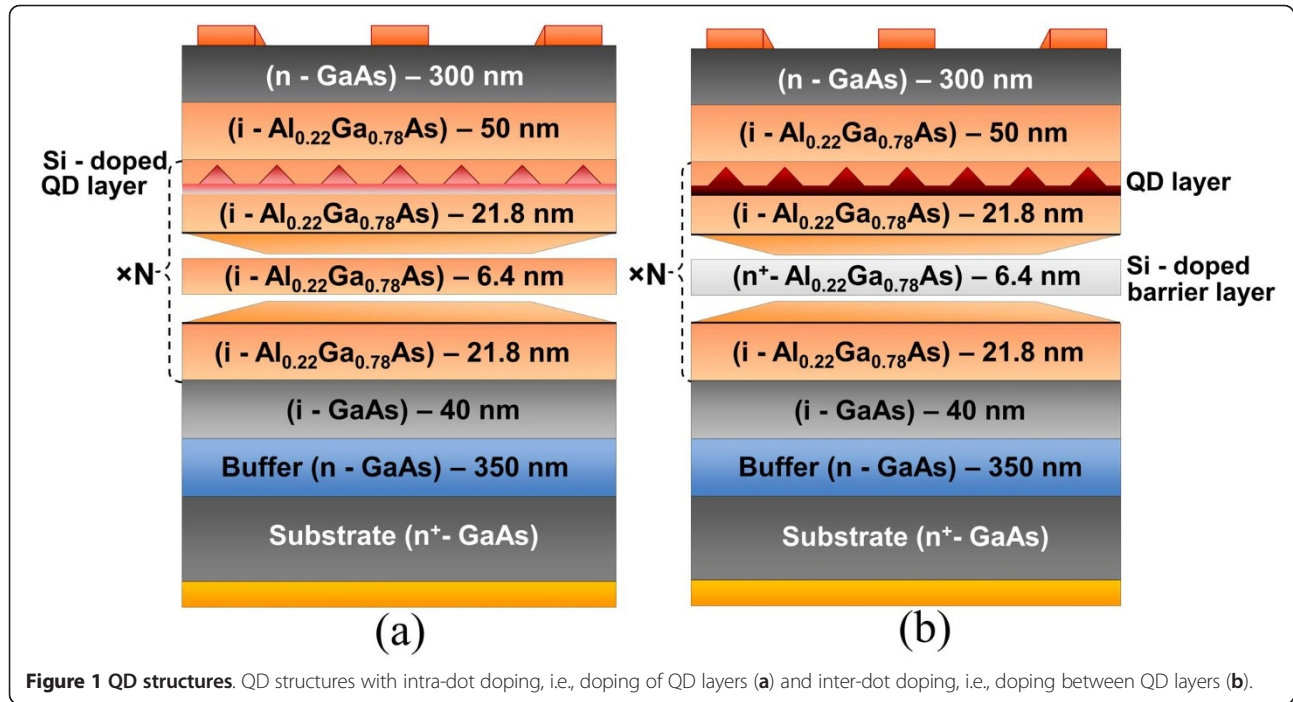 (n - GaAs) – 300 nm
(i - Al₀.₂₂Ga₀.₇₈As) – 50 nm
Si - doped
QD layer
(i - Al₀.₂₂Ga₀.₇₈As) – 21.8 nm
×N
(i - Al₀.₂₂Ga₀.₇₈As) – 6.4 nm
(i - Al₀.₂₂Ga₀.₇₈As) – 21.8 nm
(i - GaAs) – 40 nm
Buffer (n - GaAs) – 350 nm
Substrate (n⁺- GaAs)
(a)
(n - GaAs) – 300 nm
(i - Al₀.₂₂Ga₀.₇₈As) – 50 nm
QD layer
(i - Al₀.₂₂Ga₀.₇₈As) – 21.8 nm
×N
(n⁺- Al₀.₂₂Ga₀.₇₈As) – 6.4 nm
Si - doped
barrier layer
(i - Al₀.₂₂Ga₀.₇₈As) – 21.8 nm
(i - GaAs) – 40 nm
Buffer (n - GaAs) – 350 nm
Substrate (n⁺- GaAs)
(b)
Figure 1 QD structures. QD structures with intra-dot doping, i.e., doping of QD layers (a) and inter-dot doping, i.e., doping between QD layers (b).